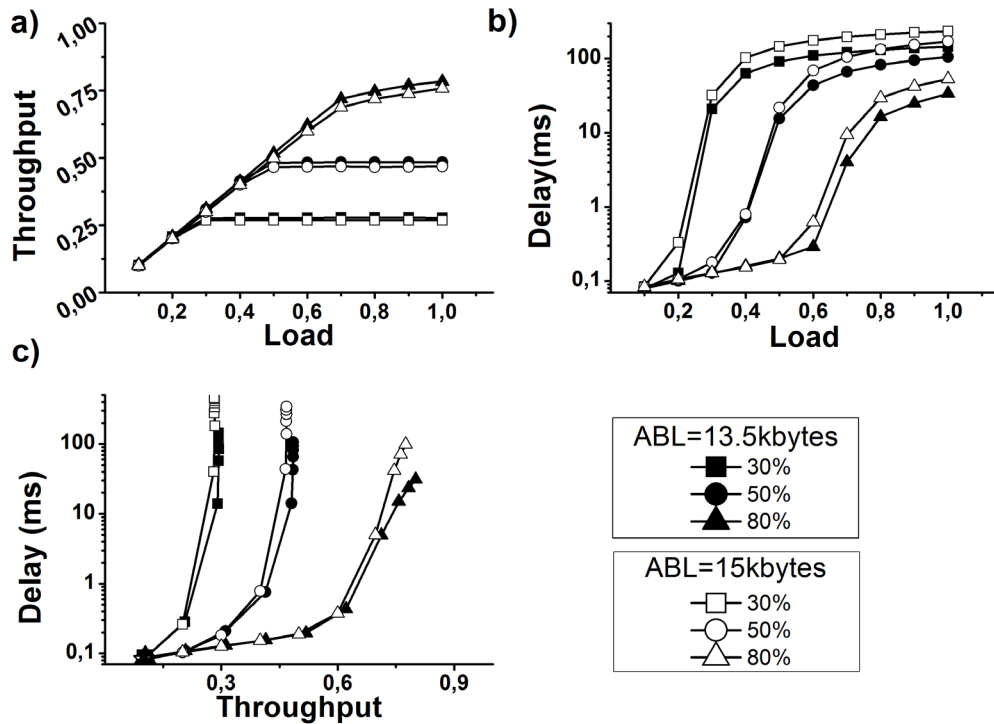 a)
1,00
0,75
0,50
0,25
0,00
Throughput
0,2 0,4 0,6 0,8 1,0
Load
b)
100
10
1
0,1
Delay(ms)
0,2 0,4 0,6 0,8 1,0
Load
c)
100
10
1
0,1
Delay (ms)
0,3 0,6 0,9
Throughput
ABL=13.5kbytes
30%
50%
80%
ABL=15kbytes
30%
50%
80%